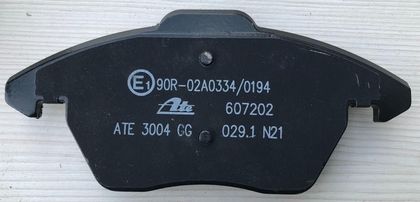 E1 90R-02A0334/0194
Ate 607202
ATE 3004 GG 029.1 N21